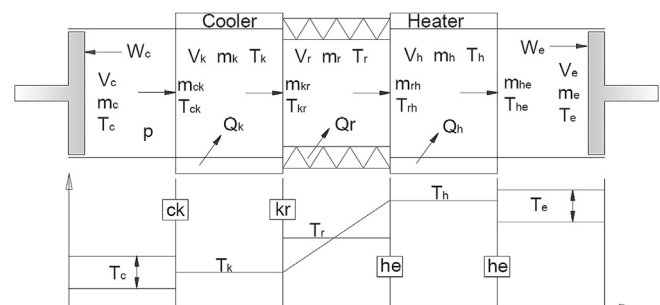 Cooler Heater
Wc Vk mk Tk Vr mr Tr Vh mh Th We
Vc mck mkr mrh mhe Ve
mc Tck Tkr Trh The me
Tc p Qk Qr Qh Te
Th
ck kr Te
Tr
Tc Tk he he